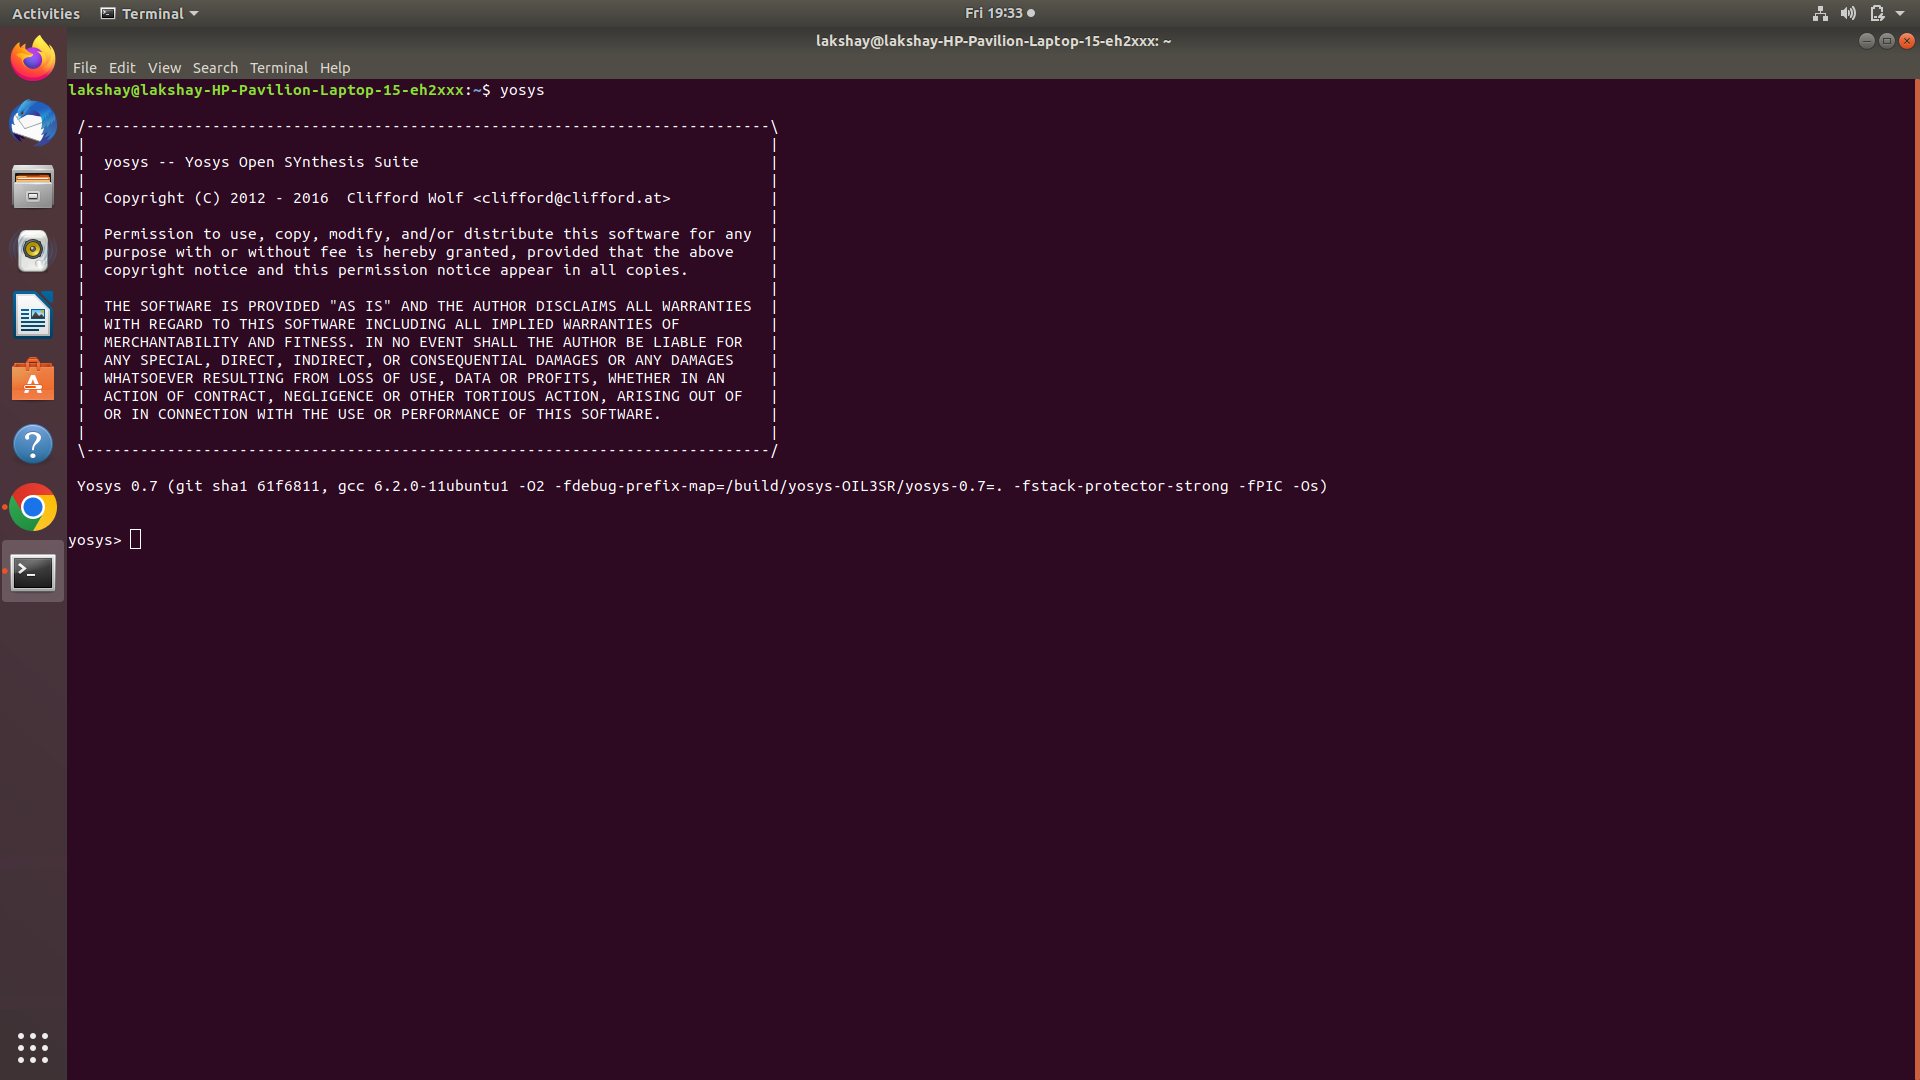 Activities Terminal Fri 19:33
lakshay@lakshay-HP-Pavilion-Laptop-15-eh2xxx: ~
File Edit View Search Terminal Help
lakshay@lakshay-HP-Pavilion-Laptop-15-eh2xxx:~$ yosys
/----------------------------------------------------------------------------\
|                                                                            |
|  yosys -- Yosys Open SYnthesis Suite                                       |
|                                                                            |
|  Copyright (C) 2012 - 2016  Clifford Wolf <clifford@clifford.at>           |
|                                                                            |
|  Permission to use, copy, modify, and/or distribute this software for any  |
|  purpose with or without fee is hereby granted, provided that the above    |
|  copyright notice and this permission notice appear in all copies.         |
|                                                                            |
|  THE SOFTWARE IS PROVIDED "AS IS" AND THE AUTHOR DISCLAIMS ALL WARRANTIES  |
|  WITH REGARD TO THIS SOFTWARE INCLUDING ALL IMPLIED WARRANTIES OF          |
|  MERCHANTABILITY AND FITNESS. IN NO EVENT SHALL THE AUTHOR BE LIABLE FOR   |
|  ANY SPECIAL, DIRECT, INDIRECT, OR CONSEQUENTIAL DAMAGES OR ANY DAMAGES    |
|  WHATSOEVER RESULTING FROM LOSS OF USE, DATA OR PROFITS, WHETHER IN AN     |
|  ACTION OF CONTRACT, NEGLIGENCE OR OTHER TORTIOUS ACTION, ARISING OUT OF   |
|  OR IN CONNECTION WITH THE USE OR PERFORMANCE OF THIS SOFTWARE.            |
|                                                                            |
\----------------------------------------------------------------------------/
Yosys 0.7 (git sha1 61f6811, gcc 6.2.0-11ubuntu1 -O2 -fdebug-prefix-map=/build/yosys-OIL3SR/yosys-0.7=. -fstack-protector-strong -fPIC -Os)
yosys>